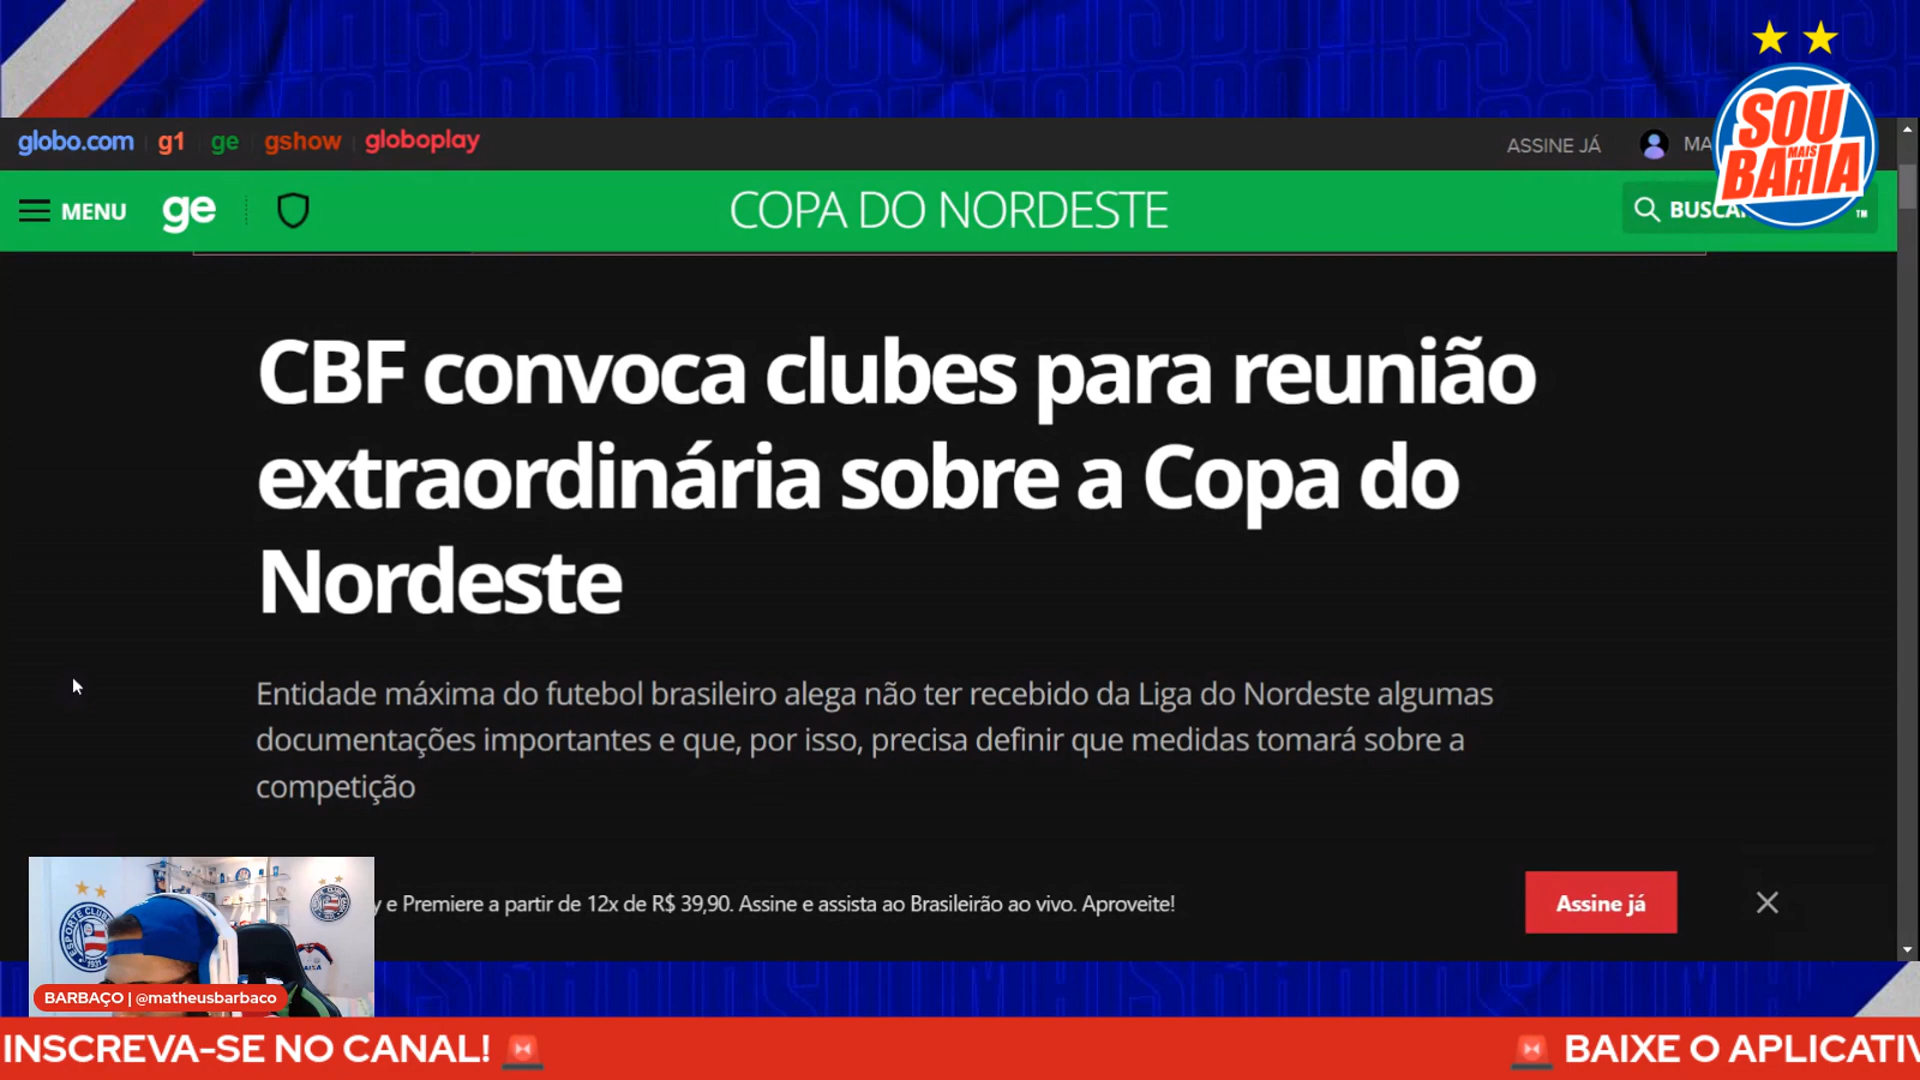 globo.com g1 ge gshow globoplay
ASSINE JÁ
SOU
MAIS
BAHIA
TM
MENU ge
COPA DO NORDESTE
CBF convoca clubes para reunião
extraordinária sobre a Copa do
Nordeste
Entidade máxima do futebol brasileiro alega não ter recebido da Liga do Nordeste algumas
documentações importantes e que, por isso, precisa definir que medidas tomará sobre a
competição
y e Premiere a partir de 12x de R$ 39,90. Assine e assista ao Brasileirão ao vivo. Aproveite!
Assine já
BARBAÇO | @matheusbarbaco
INSCREVA-SE NO CANAL!
BAIXE O APLICATIV